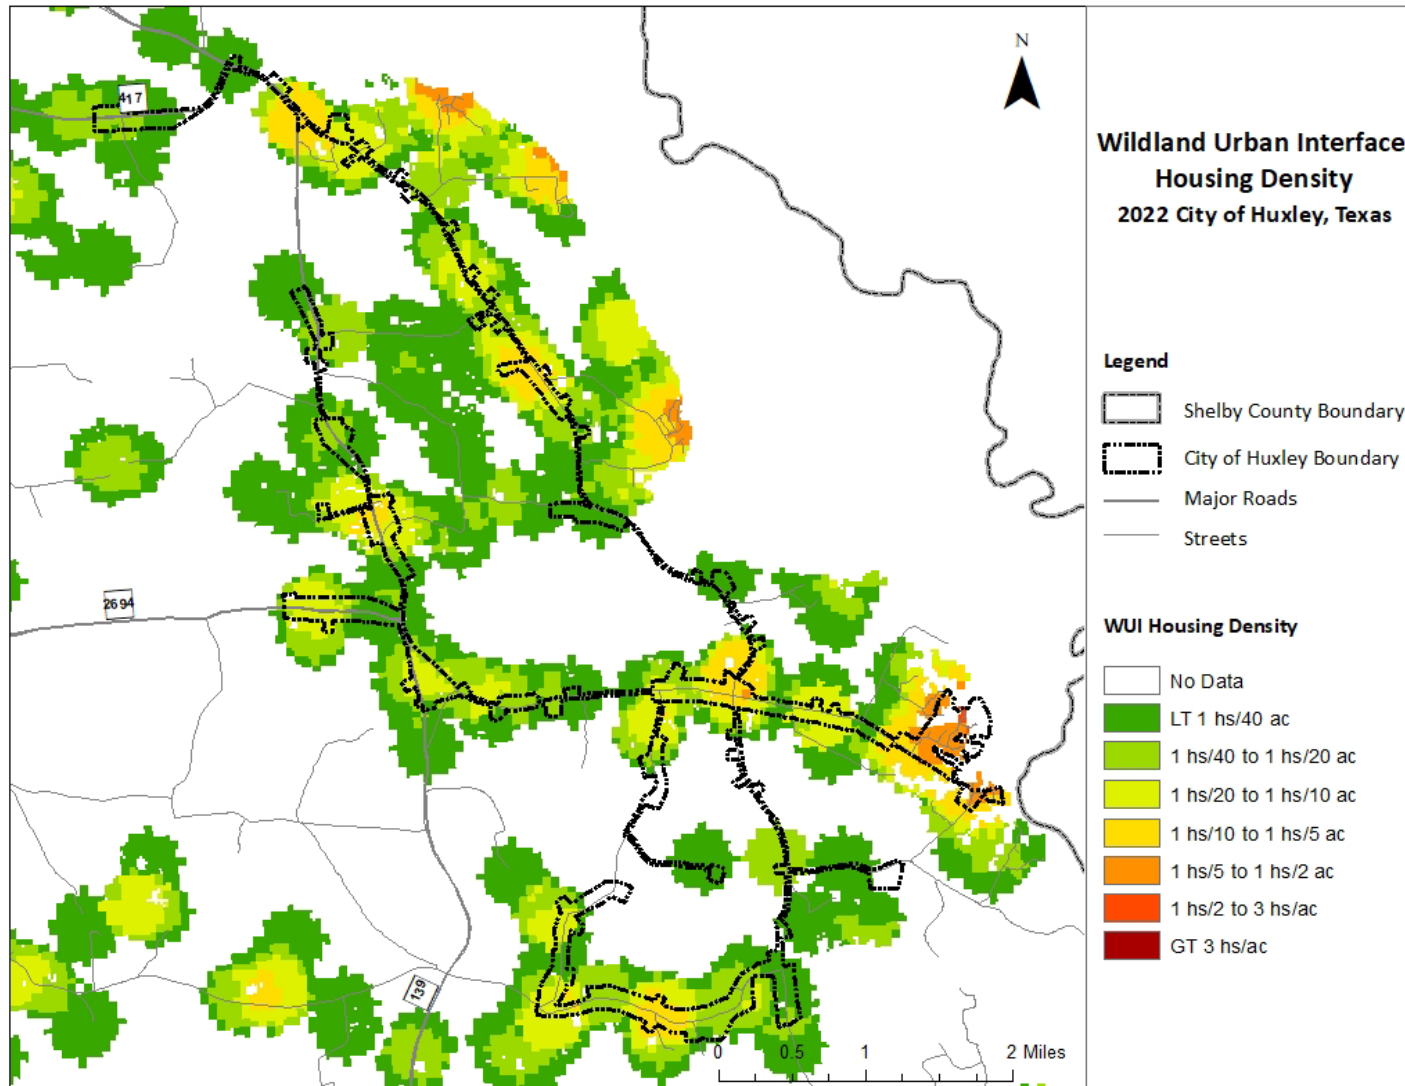 417
N
2694
139
0 0.5 1 2 Miles
Wildland Urban Interface
Housing Density
2022 City of Huxley, Texas
Legend
Shelby County Boundary
City of Huxley Boundary
Major Roads
Streets
WUI Housing Density
No Data
LT 1 hs/40 ac
1 hs/40 to 1 hs/20 ac
1 hs/20 to 1 hs/10 ac
1 hs/10 to 1 hs/5 ac
1 hs/5 to 1 hs/2 ac
1 hs/2 to 3 hs/ac
GT 3 hs/ac